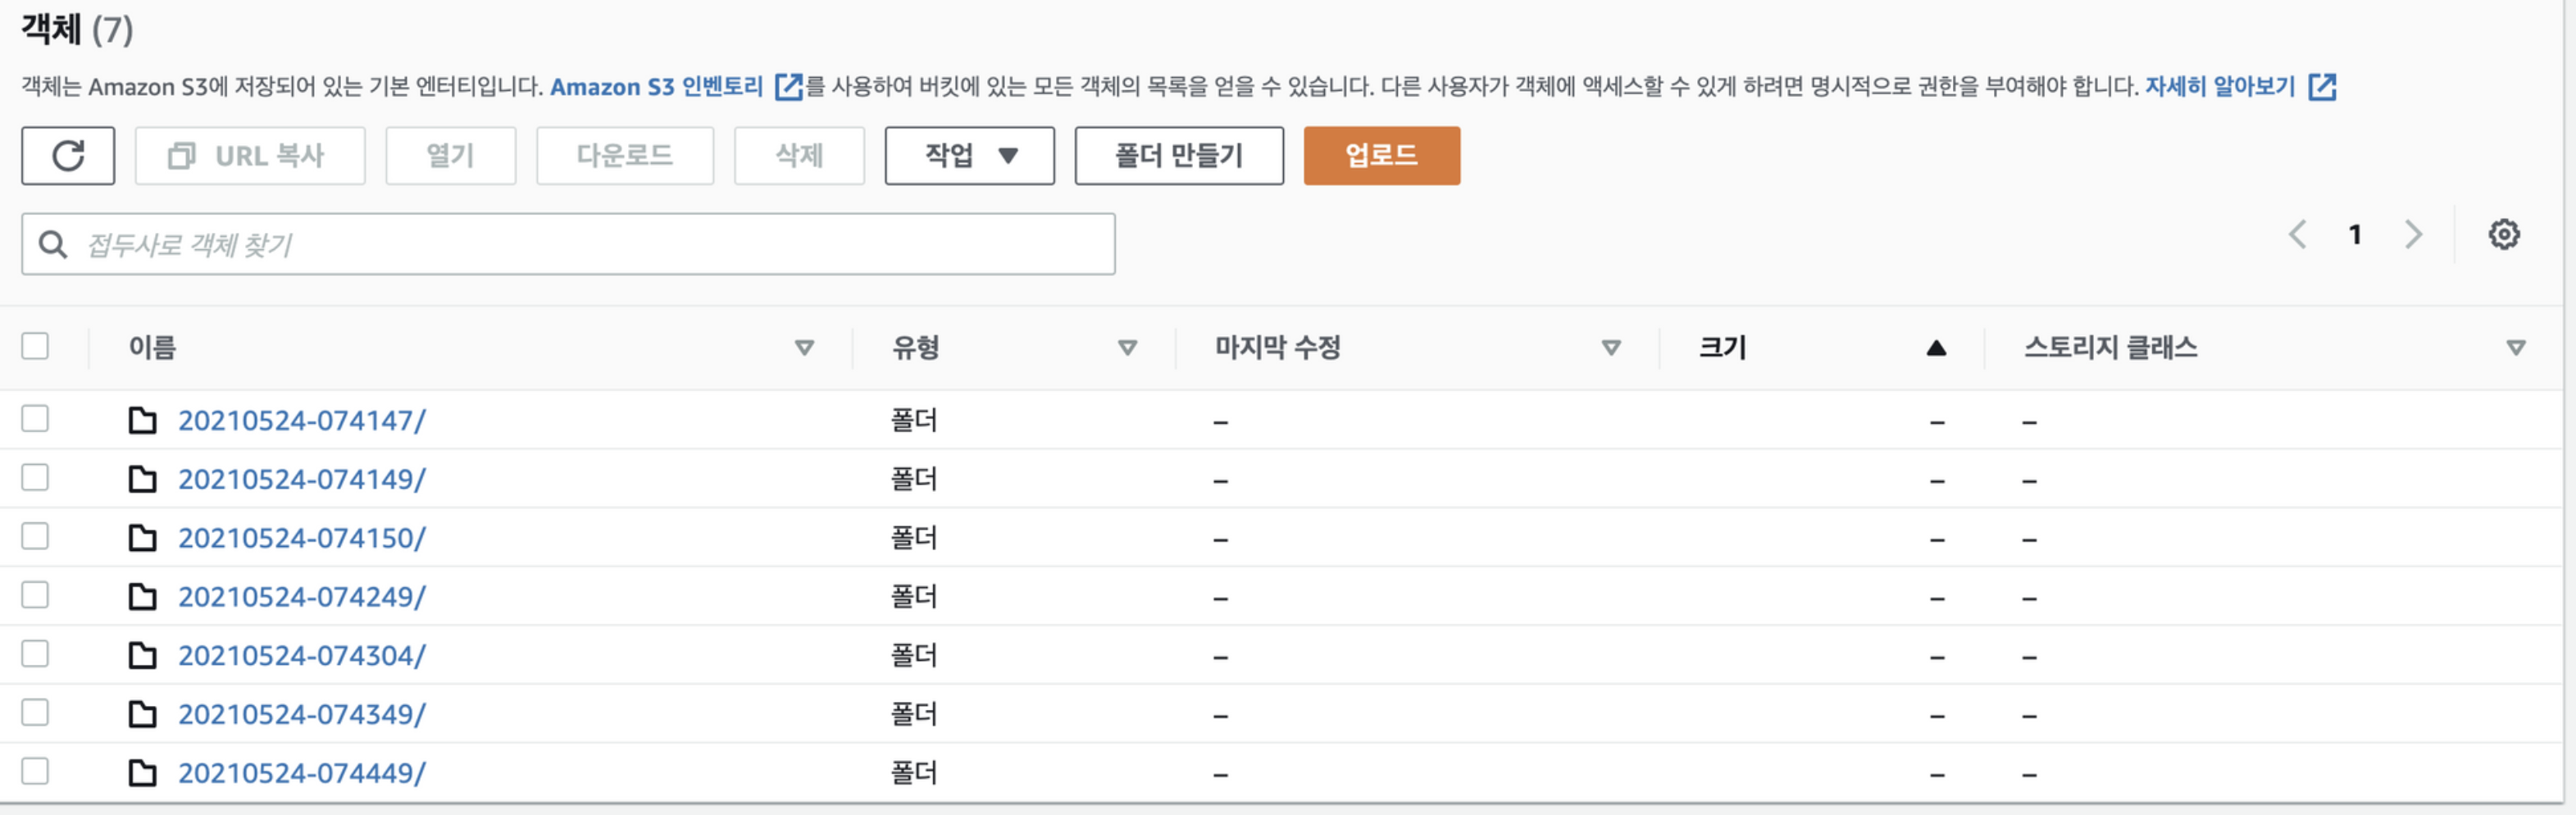 객체 (7)
객체는 Amazon S3에 저장되어 있는 기본 엔터티입니다. Amazon S3 인벤토리를 사용하여 버킷에 있는 모든 객체의 목록을 얻을 수 있습니다. 다른 사용자가 객체에 액세스할 수 있게 하려면 명시적으로 권한을 부여해야 합니다. 자세히 알아보기
URL 복사 열기 다운로드 삭제 작업 폴더 만들기 업로드
접두사로 객체 찾기 1
이름 유형 마지막 수정 크기 스토리지 클래스
20210524-074147/ 폴더 – – –
20210524-074149/ 폴더 – – –
20210524-074150/ 폴더 – – –
20210524-074249/ 폴더 – – –
20210524-074304/ 폴더 – – –
20210524-074349/ 폴더 – – –
20210524-074449/ 폴더 – – –